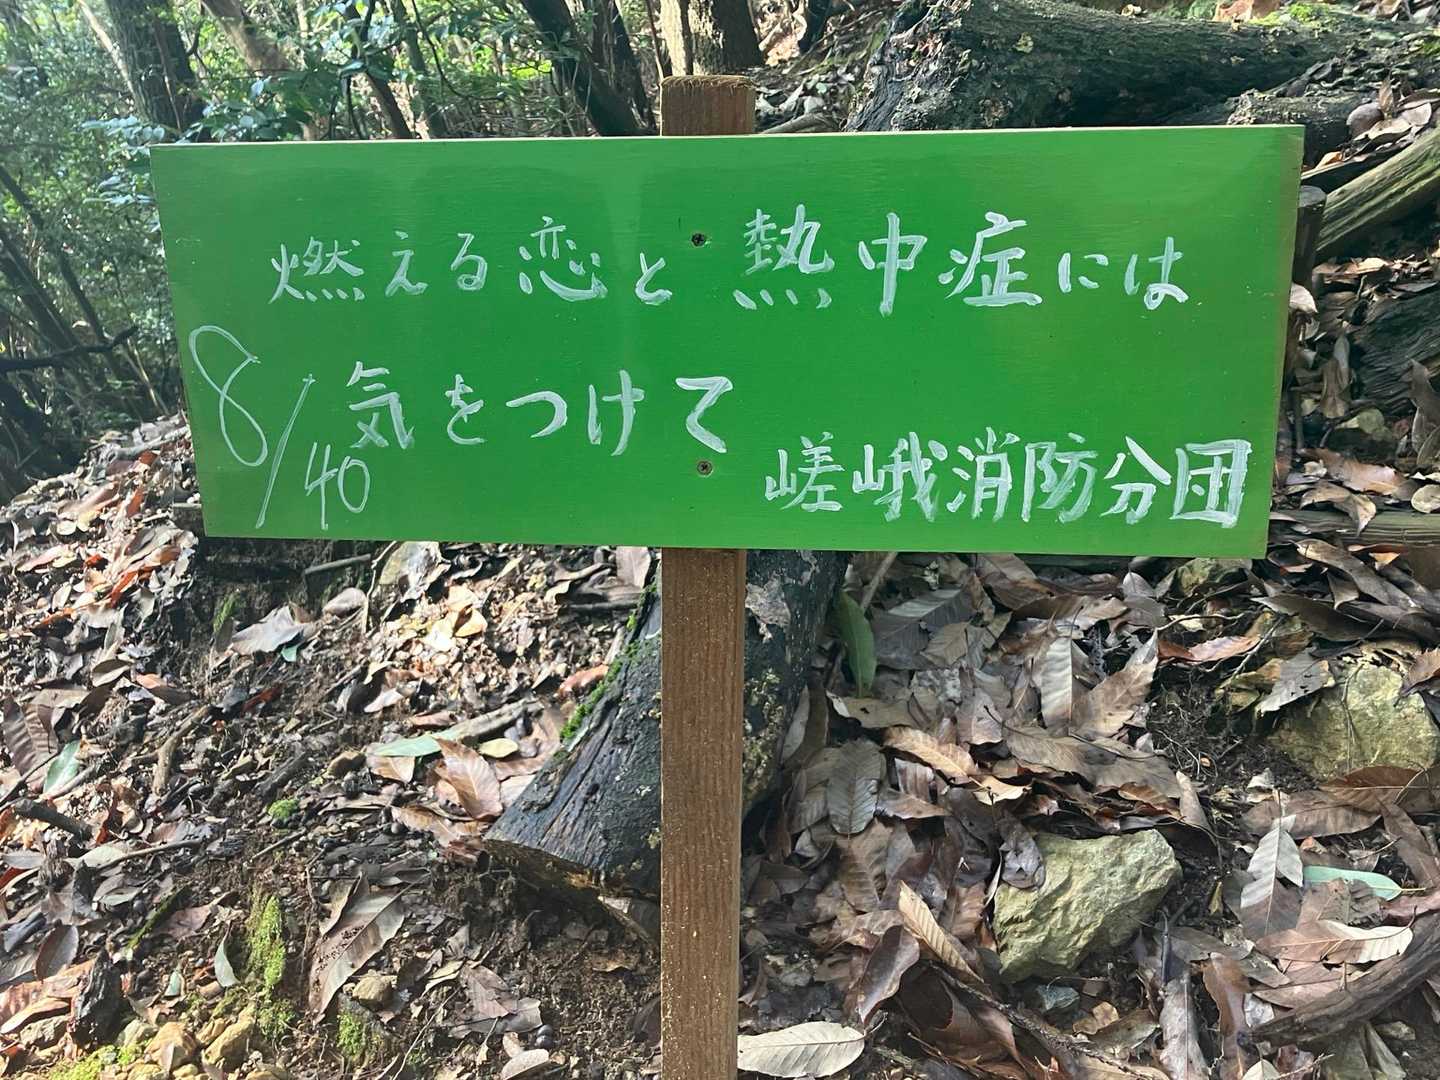 燃える恋と熱中症には
気をつけて
8/40
嵯峨消防分団